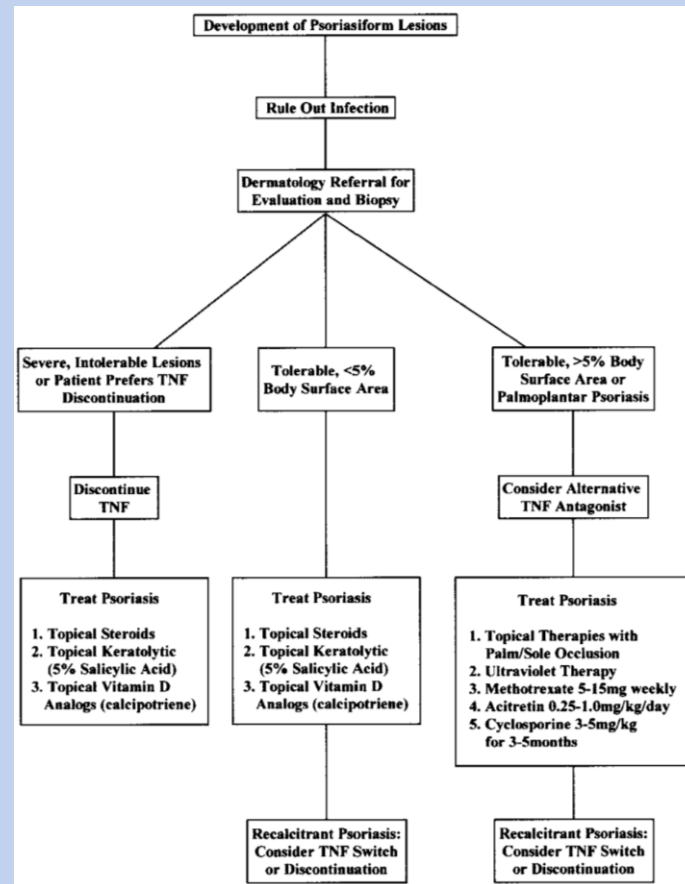 Development of Psoriasiform Lesions
Rule Out Infection
Dermatology Referral for
Evaluation and Biopsy
Severe, Intolerable Lesions
or Patient Prefers TNF
Discontinuation
Tolerable, <5%
Body Surface Area
Tolerable, >5% Body
Surface Area or
Palmoplantar Psoriasis
Discontinue
TNF
Consider Alternative
TNF Antagonist
Treat Psoriasis
1. Topical Steroids
2. Topical Keratolytic
(5% Salicylic Acid)
3. Topical Vitamin D
Analogs (calcipotriene)
Treat Psoriasis
1. Topical Steroids
2. Topical Keratolytic
(5% Salicylic Acid)
3. Topical Vitamin D
Analogs (calcipotriene)
Treat Psoriasis
1. Topical Therapies with
Palm/Sole Occlusion
2. Ultraviolet Therapy
3. Methotrexate 5-15mg weekly
4. Acitretin 0.25-1.0mg/kg/day
5. Cyclosporine 3-5mg/kg
for 3-5months
Recalcitrant Psoriasis:
Consider TNF Switch
or Discontinuation
Recalcitrant Psoriasis:
Consider TNF Switch
or Discontinuation